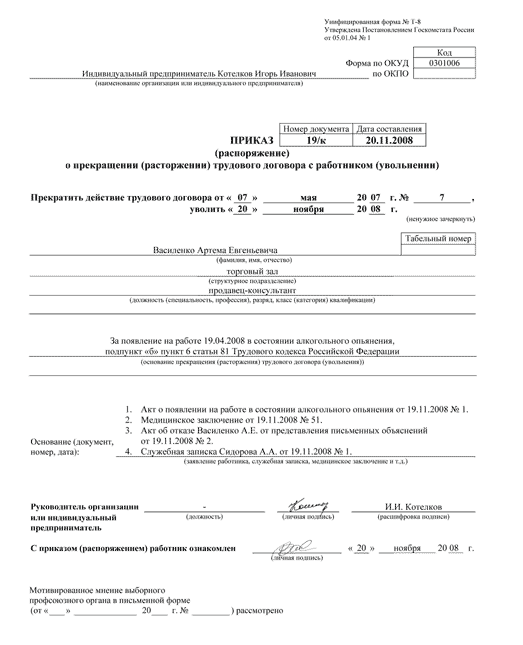 Унифицированная форма № Т-8
Утверждена Постановлением Госкомстата России
от 05.01.04 № 1
Код
Форма по ОКУД 0301006
Индивидуальный предприниматель Котелков Игорь Иванович по ОКПО
(наименование организации или индивидуального предпринимателя)
Номер документа Дата составления
ПРИКАЗ 19/к 20.11.2008
(распоряжение)
о прекращении (расторжении) трудового договора с работником (увольнении)
Прекратить действие трудового договора от « 07 » мая 20 07 г. № 7 ,
уволить « 20 » ноября 20 08 г.
(ненужное зачеркнуть)
Табельный номер
Василенко Артема Евгеньевича
(фамилия, имя, отчество)
торговый зал
(структурное подразделение)
продавец-консультант
(должность (специальность, профессия), разряд, класс (категория) квалификации)
За появление на работе 19.04.2008 в состоянии алкогольного опьянения,
подпункт «б» пункт 6 статьи 81 Трудового кодекса Российской Федерации
(основание прекращения (расторжения) трудового договора (увольнения))
1. Акт о появлении на работе в состоянии алкогольного опьянения от 19.11.2008 № 1.
2. Медицинское заключение от 19.11.2008 № 51.
3. Акт об отказе Василенко А.Е. от представления письменных объяснений
Основание (документ, от 19.11.2008 № 2.
номер, дата): 4. Служебная записка Сидорова А.А. от 19.11.2008 № 1.
(заявление работника, служебная записка, медицинское заключение и т.д.)
Руководитель организации - И.И. Котелков
или индивидуальный (должность) (личная подпись) (расшифровка подписи)
предприниматель
С приказом (распоряжением) работник ознакомлен « 20 » ноября 20 08 г.
(личная подпись)
Мотивированное мнение выборного
профсоюзного органа в письменной форме
(от « » 20 г. № ) рассмотрено